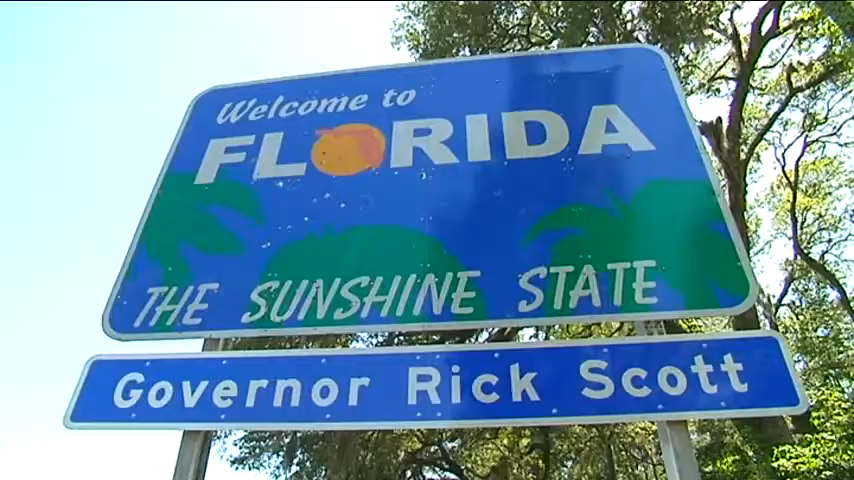 Welcome to
FLORIDA
THE SUNSHINE STATE
Governor Rick Scott